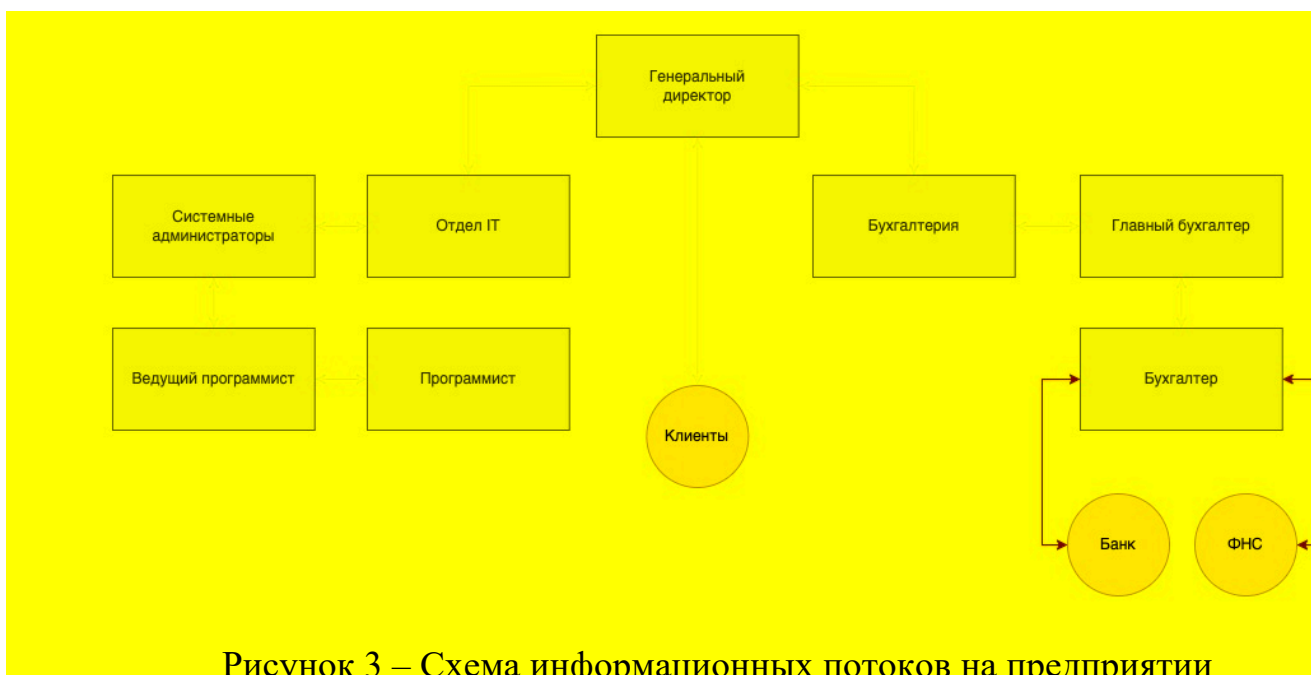 Генеральный
директор
Системные
администраторы
Отдел IT
Бухгалтерия
Главный бухгалтер
Ведущий программист
Программист
Бухгалтер
Клиенты
Банк
ФНС
Рисунок 3 – Схема информационных потоков на предприятии